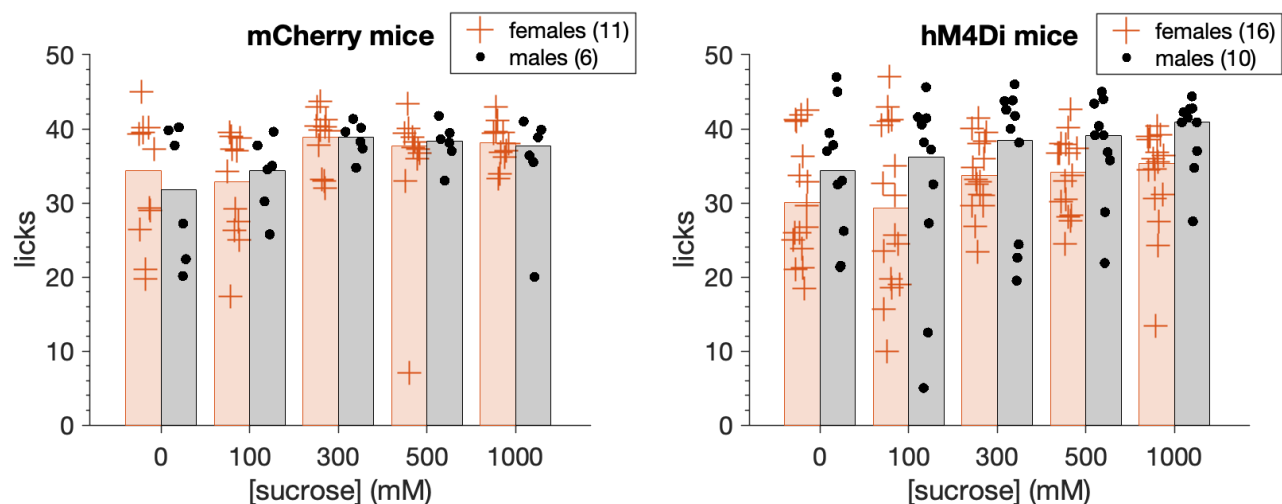 mCherry mice
females (11)
males (6)
50
40
30
20
10
0
licks
0 100 300 500 1000
[sucrose] (mM)
hM4Di mice
females (16)
males (10)
50
40
30
20
10
0
licks
0 100 300 500 1000
[sucrose] (mM)